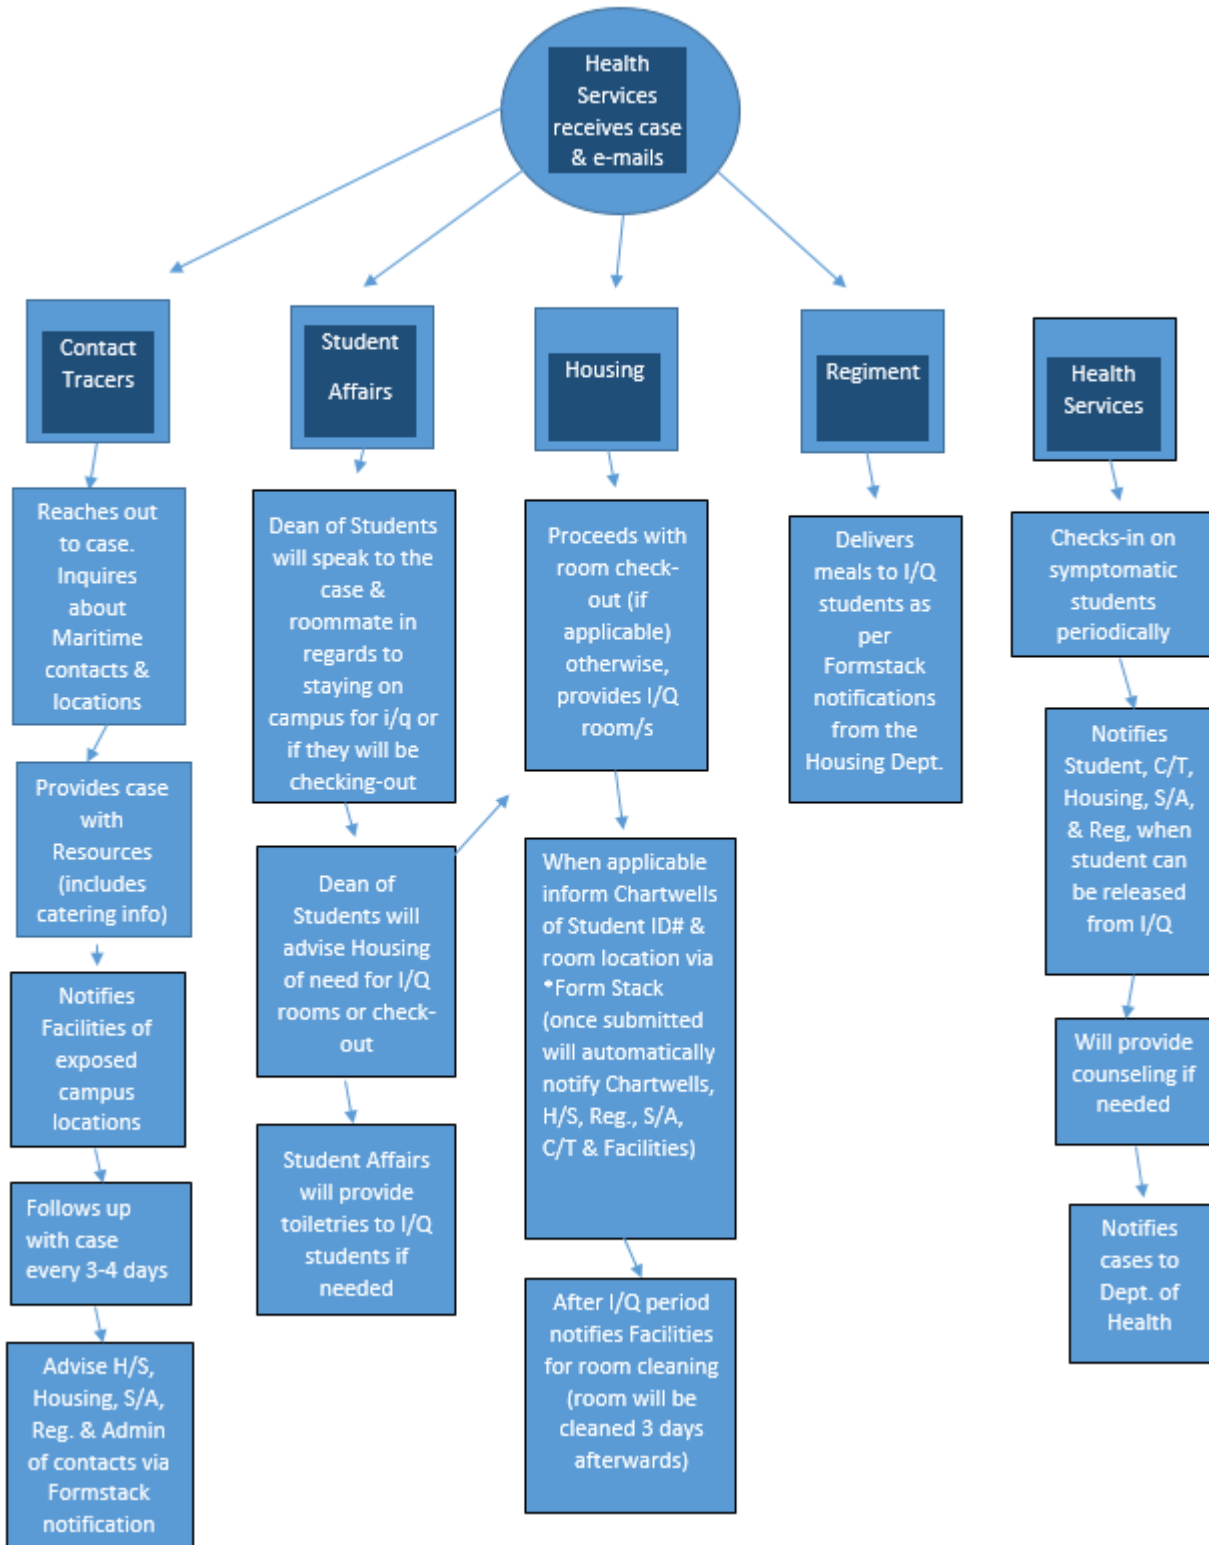 Health
Services
receives case
& e-mails
Contact
Tracers
Reaches out
to case.
Inquires
about
Maritime
contacts &
locations
Provides case
with
Resources
(includes
catering info)
Notifies
Facilities of
exposed
campus
locations
Follows up
with case
every 3-4 days
Advise H/S,
Housing, S/A,
Reg. & Admin
of contacts via
Formstack
notification
Student
Affairs
Dean of Students
will speak to the
case &
roommate in
regards to
staying on
campus for i/q or
if they will be
checking-out
Dean of
Students will
advise Housing
of need for I/Q
rooms or check-
out
Student Affairs
will provide
toiletries to I/Q
students if
needed
Housing
Proceeds with
room check-
out (if
applicable)
otherwise,
provides I/Q
room/s
When applicable
inform Chartwells
of Student ID# &
room location via
*Form Stack
(once submitted
will automatically
notify Chartwells,
H/S, Reg., S/A,
C/T & Facilities)
After I/Q period
notifies Facilities
for room cleaning
(room will be
cleaned 3 days
afterwards)
Regiment
Delivers
meals to I/Q
students as
per
Formstack
notifications
from the
Housing Dept.
Health
Services
Checks-in on
symptomatic
students
periodically
Notifies
Student, C/T,
Housing, S/A,
& Reg, when
student can
be released
from I/Q
Will provide
counseling if
needed
Notifies
cases to
Dept. of
Health